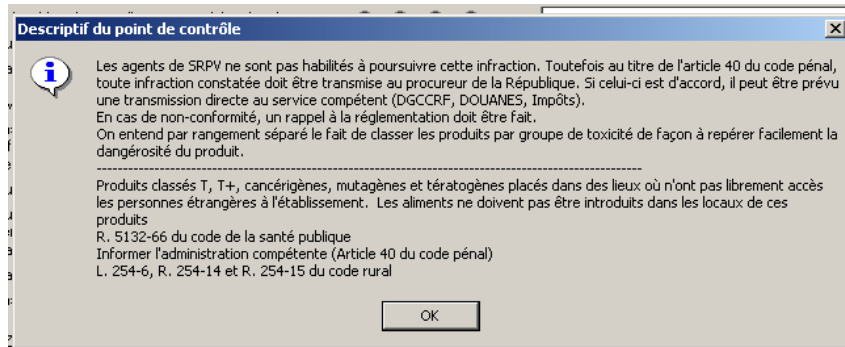 Descriptif du point de contrôle
Les agents de SRPV ne sont pas habilités à poursuivre cette infraction. Toutefois au titre de l'article 40 du code pénal,
toute infraction constatée doit être transmise au procureur de la République. Si celui-ci est d'accord, il peut être prévu
une transmission directe au service compétent (DGCCRF, DOUANES, Impôts).
En cas de non-conformité, un rappel à la réglementation doit être fait.
On entend par rangement séparé le fait de classer les produits par groupe de toxicité de façon à repérer facilement la
dangérosité du produit.
Produits classés T, T+, cancérigènes, mutagènes et tératogènes placés dans des lieux où n'ont pas librement accès
les personnes étrangères à l'établissement. Les aliments ne doivent pas être introduits dans les locaux de ces
produits
R. 5132-66 du code de la santé publique
Informer l'administration compétente (Article 40 du code pénal)
L. 254-6, R. 254-14 et R. 254-15 du code rural
OK